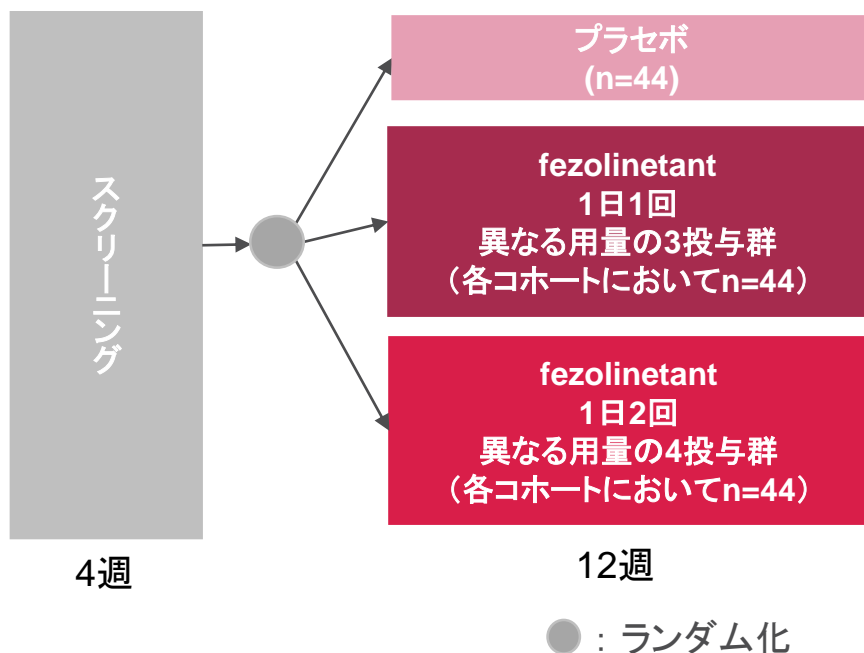 スクリーニング
プラセボ
(n=44)
fezolinetant
1日1回
異なる用量の3投与群
（各コホートにおいてn=44）
fezolinetant
1日2回
異なる用量の4投与群
（各コホートにおいてn=44）
4週
12週
：ランダム化